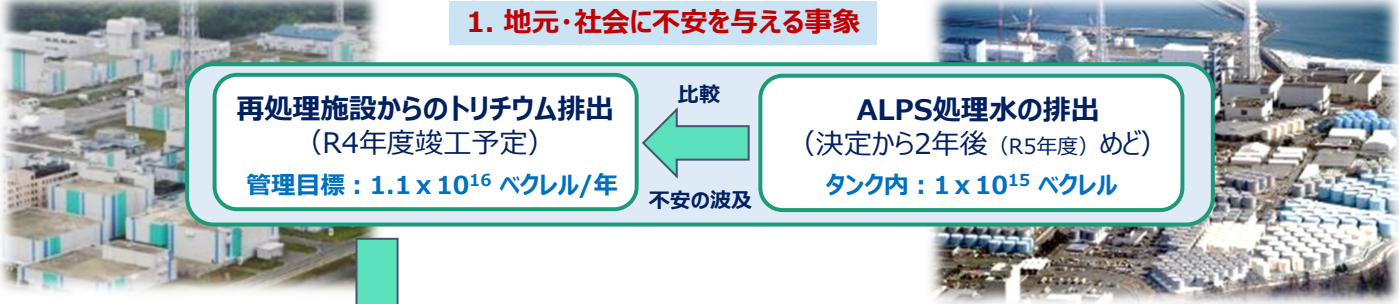 1. 地元・社会に不安を与える事象
再処理施設からのトリチウム排出
（R4年度竣工予定）
管理目標：1.1 x 10¹⁶ ベクレル/年
比較
不安の波及
ALPS処理水の排出
（決定から2年後（R5年度）めど）
タンク内：1 x 10¹⁵ ベクレル